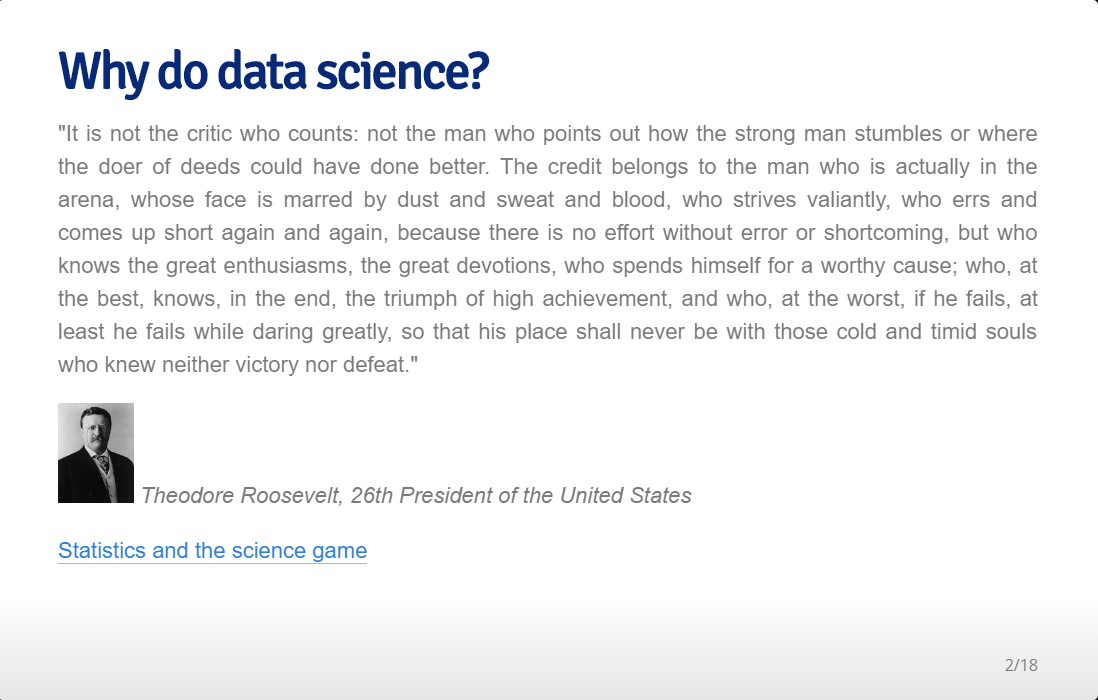 Why do data science?
"It is not the critic who counts: not the man who points out how the strong man stumbles or where
the doer of deeds could have done better. The credit belongs to the man who is actually in the
arena, whose face is marred by dust and sweat and blood, who strives valiantly, who errs and
comes up short again and again, because there is no effort without error or shortcoming, but who
knows the great enthusiasms, the great devotions, who spends himself for a worthy cause; who, at
the best, knows, in the end, the triumph of high achievement, and who, at the worst, if he fails, at
least he fails while daring greatly, so that his place shall never be with those cold and timid souls
who knew neither victory nor defeat."
Theodore Roosevelt, 26th President of the United States
Statistics and the science game
2/18